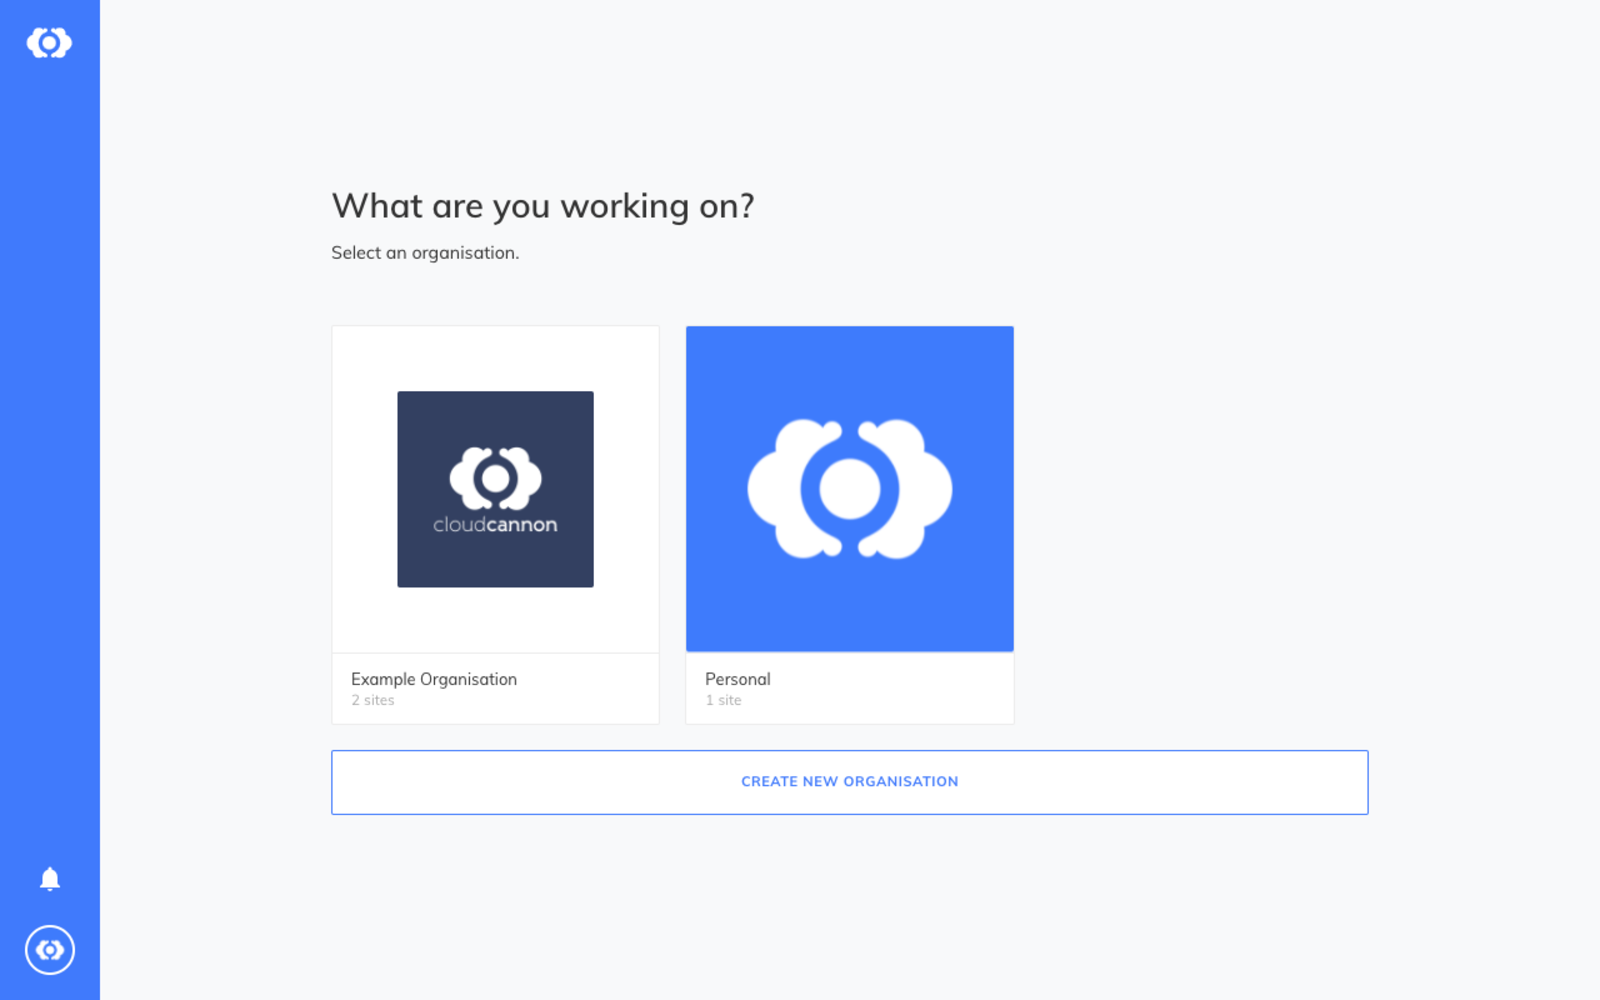 What are you working on?
Select an organisation.
cloudcannon
Example Organisation
2 sites
Personal
1 site
CREATE NEW ORGANISATION